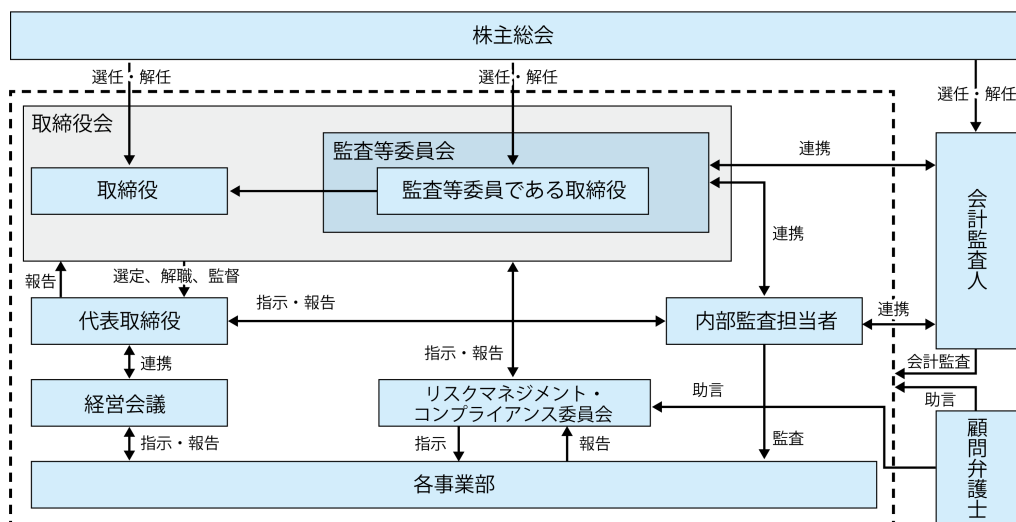 株主総会
選任・解任
選任・解任
選任・解任
取締役会
監査等委員会
取締役
監査等委員である取締役
連携
連携
会計監査人
報告
選定、解職、監督
代表取締役
指示・報告
内部監査担当者
連携
連携
指示・報告
会計監査
経営会議
リスクマネジメント・
コンプライアンス委員会
助言
助言
顧問弁護士
指示・報告
指示
報告
監査
各事業部